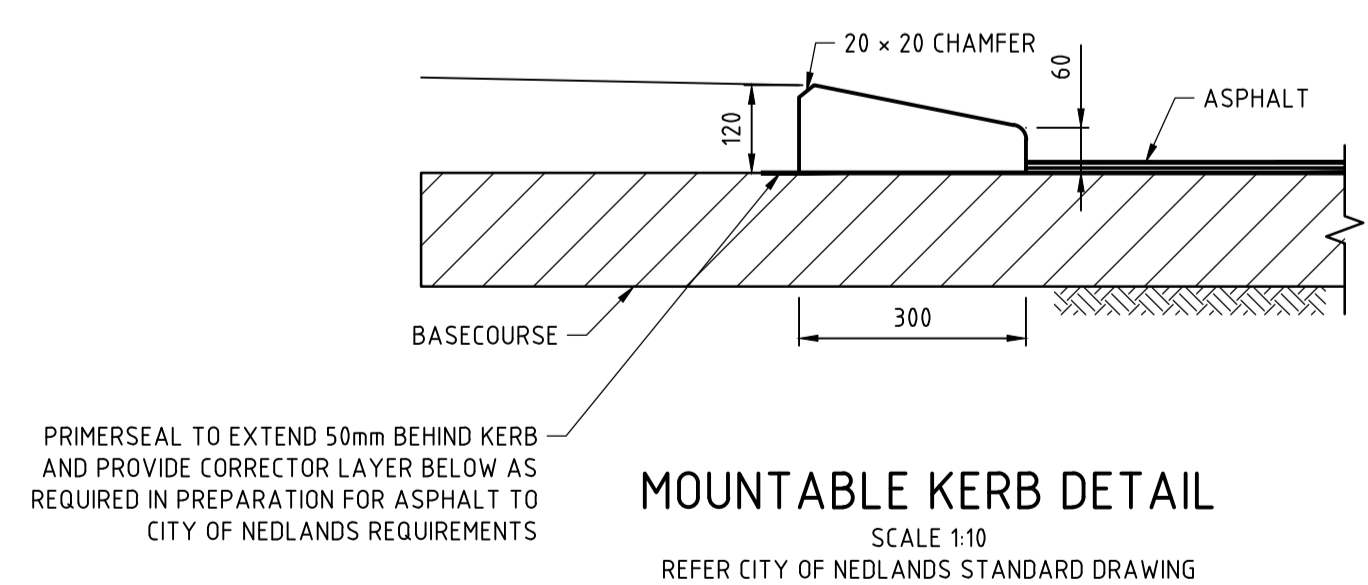 20 × 20 CHAMFER
60
ASPHALT
120
300
BASECOURSE
PRIMERSEAL TO EXTEND 50mm BEHIND KERB
AND PROVIDE CORRECTOR LAYER BELOW AS
REQUIRED IN PREPARATION FOR ASPHALT TO
CITY OF NEDLANDS REQUIREMENTS
MOUNTABLE KERB DETAIL
SCALE 1:10
REFER CITY OF NEDLANDS STANDARD DRAWING